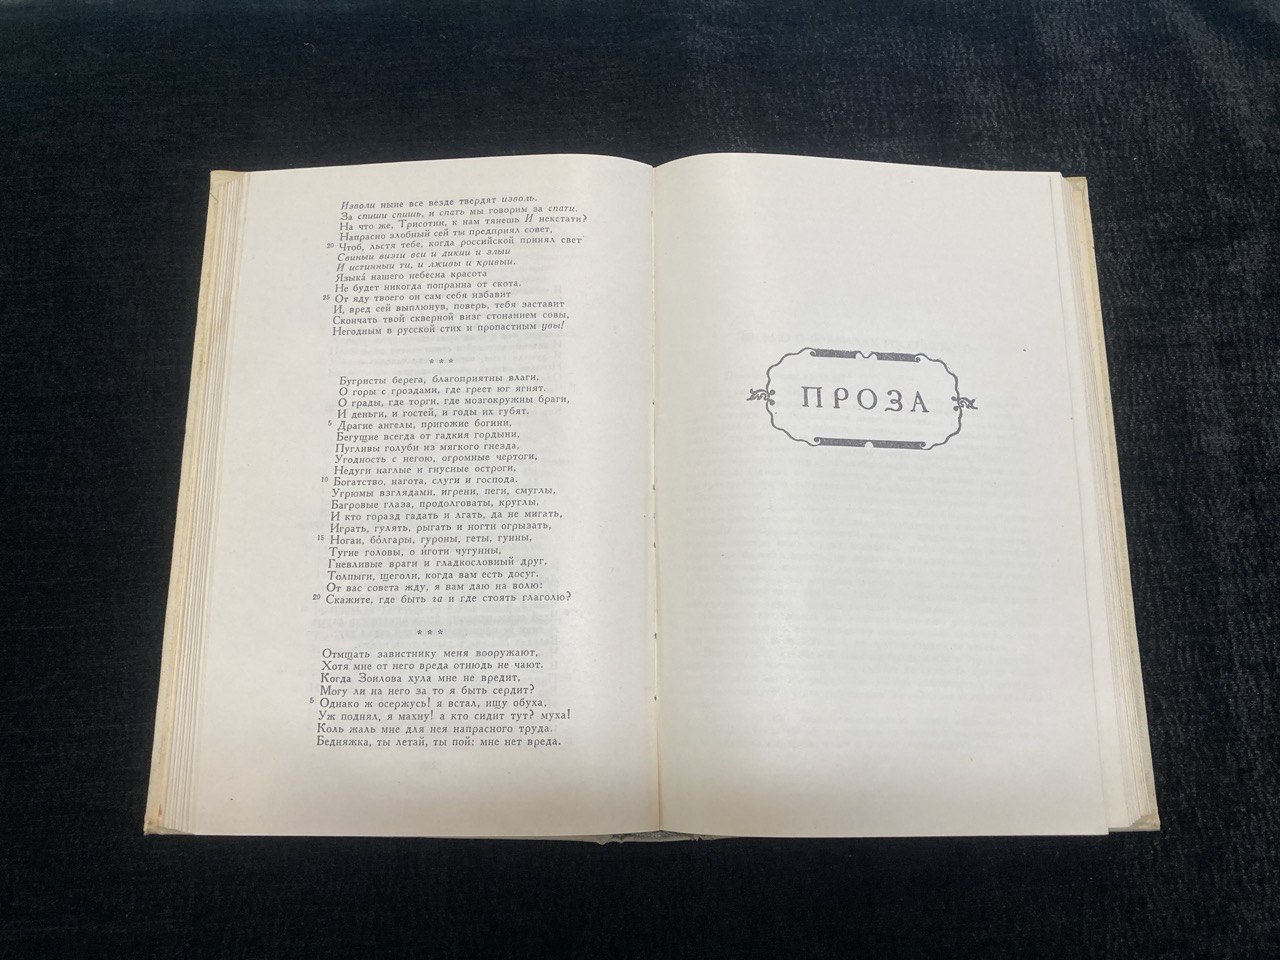 Изволи ныне все везде твердят изволь.
За спиши спишь, и спать мы говорим за спати.
На что же, Трисотин, к нам тянешь И некстати?
Напрасно злобный сей ты предприял совет,
20 Чтоб, льстя тебе, когда российской принял свет
Свиныи визги вси и дикии и злыи
И истинныи ти, и лживы и кривыи.
Языка́ нашего небесна красота
Не будет никогда попранна от скота.
25 От яду твоего он сам себя избавит
И, вред сей выплюнув, поверь, тебя заставит
Скончать твой скверной визг стонанием совы,
Негодным в русской стих и пропастным увы!
* * *
Бугристы берега, благоприятны влаги,
О горы с гроздами, где греет юг ягнят.
О грады, где торги, где мозгокружны браги,
И деньги, и гостей, и годы их губят.
5 Драгие ангелы, пригожие богини,
Бегущие всегда от гадкия гордыни,
Пугливы голуби из мягкого гнезда,
Угодность с негою, огромные чертоги,
Недуги наглые и гнусные остроги,
10 Богатство, нагота, слуги и господа.
Угрюмы взглядами, игрени, пеги, смуглы,
Багровые глаза, продолговаты, круглы,
И кто горазд гадать и лгать, да не мигать,
Играть, гулять, рыгать и ногти огрызать,
15 Ногаи, бо́лгары, гуроны, геты, гунны,
Тугие головы, о иготи чугунны,
Гневливые враги и гладкословный друг,
Толпыги, щеголи, когда вам есть досуг.
От вас совета жду, я вам даю на волю:
20 Скажите, где быть га и где стоять глаголю?
* * *
Отмщать завистнику меня вооружают,
Хотя мне от него вреда отнюдь не чают.
Когда Зоилова хула мне не вредит,
Могу ли на него за то я быть сердит?
5 Однако ж осержусь! я встал, ищу обуха,
Уж поднял, я махну! а кто сидит тут? муха!
Коль жаль мне для нея напрасного труда.
Бедняжка, ты летай, ты пой: мне нет вреда.
ПРОЗА